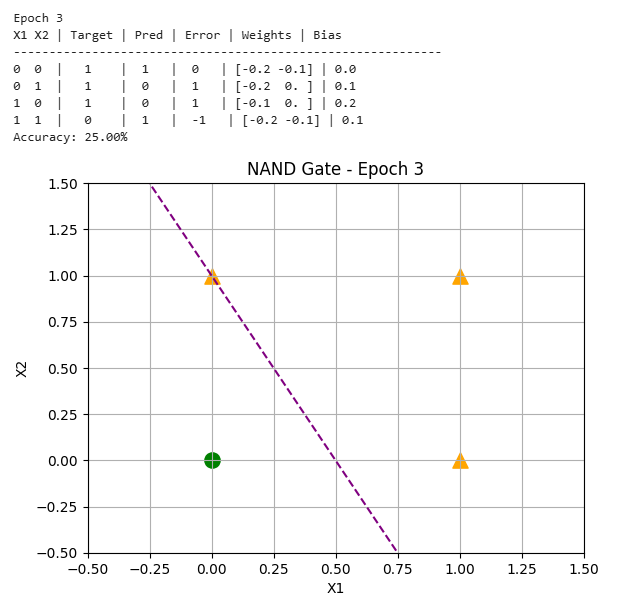 Epoch 3
X1 X2 | Target | Pred | Error | Weights | Bias
------------------------------------------------------------
0  0  |   1    |  1   |  0   | [-0.2 -0.1] | 0.0
0  1  |   1    |  0   |  1   | [-0.2  0. ] | 0.1
1  0  |   1    |  0   |  1   | [-0.1  0. ] | 0.2
1  1  |   0    |  1   |  -1   | [-0.2 -0.1] | 0.1
Accuracy: 25.00%
NAND Gate - Epoch 3
1.50
1.25
1.00
0.75
0.50
0.25
0.00
−0.25
−0.50
X2
−0.50 −0.25 0.00 0.25 0.50 0.75 1.00 1.25 1.50
X1